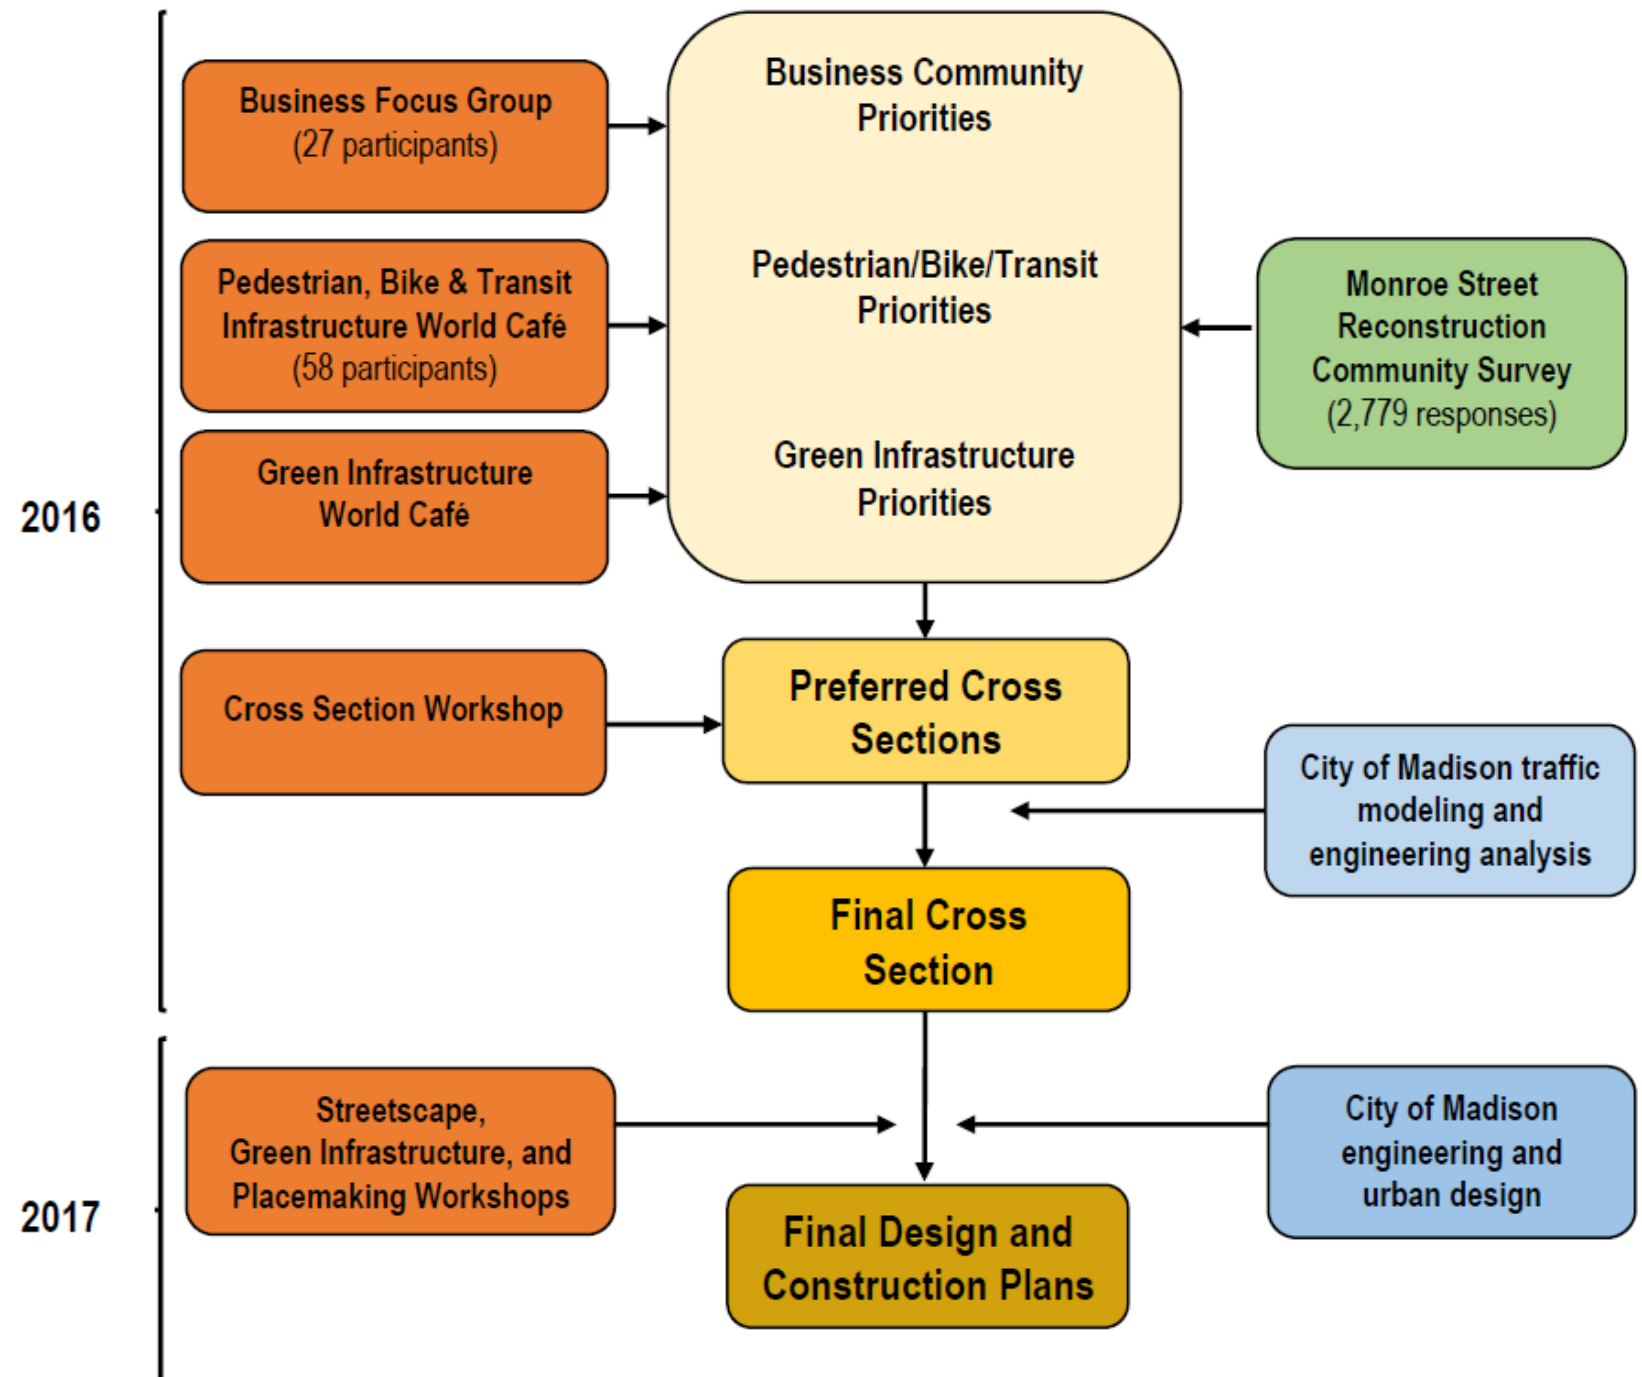 2016
Business Focus Group
(27 participants)
Pedestrian, Bike & Transit
Infrastructure World Café
(58 participants)
Green Infrastructure
World Café
Business Community
Priorities
Pedestrian/Bike/Transit
Priorities
Green Infrastructure
Priorities
Monroe Street
Reconstruction
Community Survey
(2,779 responses)
Cross Section Workshop
Preferred Cross
Sections
City of Madison traffic
modeling and
engineering analysis
Final Cross
Section
2017
Streetscape,
Green Infrastructure, and
Placemaking Workshops
City of Madison
engineering and
urban design
Final Design and
Construction Plans